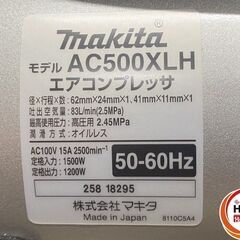 makita
モデル AC500XLH
エアコンプレッサ
径×行程×数：62mm×24mm×1、41mm×11mm×1
吐出空気量：83L/min(2.5MPa)
最高使用圧力：高圧用 2.45MPa
潤滑方式：オイルレス
AC100V 15A 2500min⁻¹
定格入力：1500W
定格出力：1200W
50-60Hz
258 18295
株式会社マキタ
Made in Japan
8110C5A4